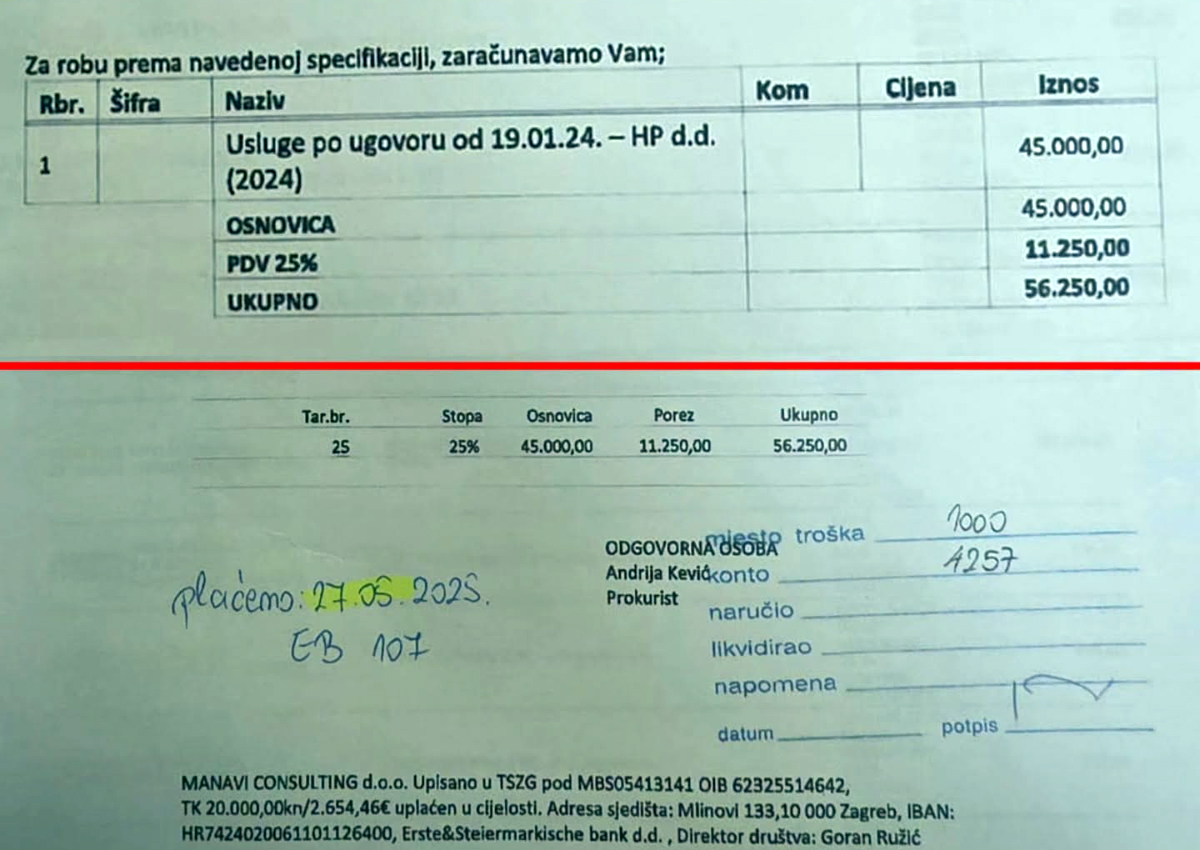 Za robu prema navedenoj specifikaciji, zaračunavamo Vam;
Rbr. Šifra Naziv Kom Cijena Iznos
1 Usluge po ugovoru od 19.01.24. – HP d.d. 45.000,00
(2024)
OSNOVICA 45.000,00
PDV 25% 11.250,00
UKUPNO 56.250,00
Tar.br. Stopa Osnovica Porez Ukupno
25 25% 45.000,00 11.250,00 56.250,00
mjesto troška 1000
ODGOVORNA OSOBA
Andrija Kević
konto 4257
Prokurist
naručio
likvidirao
napomena
datum potpis
plaćemo: 27.05.2025.
EB 107
MANAVI CONSULTING d.o.o. Upisano u TSZG pod MBS05413141 OIB 62325514642,
TK 20.000,00kn/2.654,46€ uplaćen u cijelosti. Adresa sjedišta: Mlinovi 133,10 000 Zagreb, IBAN:
HR7424020061101126400, Erste&Steiermarkische bank d.d. , Direktor društva: Goran Ružić